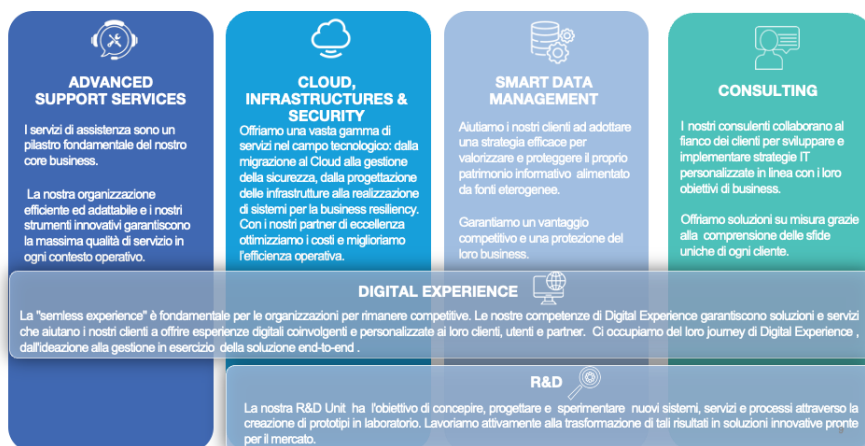 ADVANCED
SUPPORT SERVICES
I servizi di assistenza sono un
pilastro fondamentale del nostro
core business.
La nostra organizzazione
efficiente ed adattabile e i nostri
strumenti innovativi garantiscono
la massima qualità di servizio in
ogni contesto operativo.
CLOUD,
INFRASTRUCTURES &
SECURITY
Offriamo una vasta gamma di
servizi nel campo tecnologico: dalla
migrazione al Cloud alla gestione
della sicurezza, dalla progettazione
delle infrastrutture alla realizzazione
di sistemi per la business resiliency.
Con i nostri partner di eccellenza
ottimizziamo i costi e miglioriamo
l'efficienza operativa.
SMART DATA
MANAGEMENT
Aiutiamo i nostri clienti ad adottare
una strategia efficace per
valorizzare e proteggere il proprio
patrimonio informativo alimentato
da fonti eterogenee.
Garantiamo un vantaggio
competitivo e una protezione del
loro business.
CONSULTING
I nostri consulenti collaborano al
fianco dei clienti per sviluppare e
implementare strategie IT
personalizzate in linea con i loro
obiettivi di business.
Offriamo soluzioni su misura grazie
alla comprensione delle sfide
uniche di ogni cliente.
DIGITAL EXPERIENCE
La "semless experience" è fondamentale per le organizzazioni per rimanere competitive. Le nostre competenze di Digital Experience garantiscono soluzioni e servizi
che aiutano i nostri clienti a offrire esperienze digitali coinvolgenti e personalizzate ai loro clienti, utenti e partner. Ci occupiamo del loro journey di Digital Experience ,
dall'ideazione alla gestione in esercizio della soluzione end-to-end .
R&D
La nostra R&D Unit ha l'obiettivo di concepire, progettare e sperimentare nuovi sistemi, servizi e processi attraverso la
creazione di prototipi in laboratorio. Lavoriamo attivamente alla trasformazione di tali risultati in soluzioni innovative pronte
per il mercato.